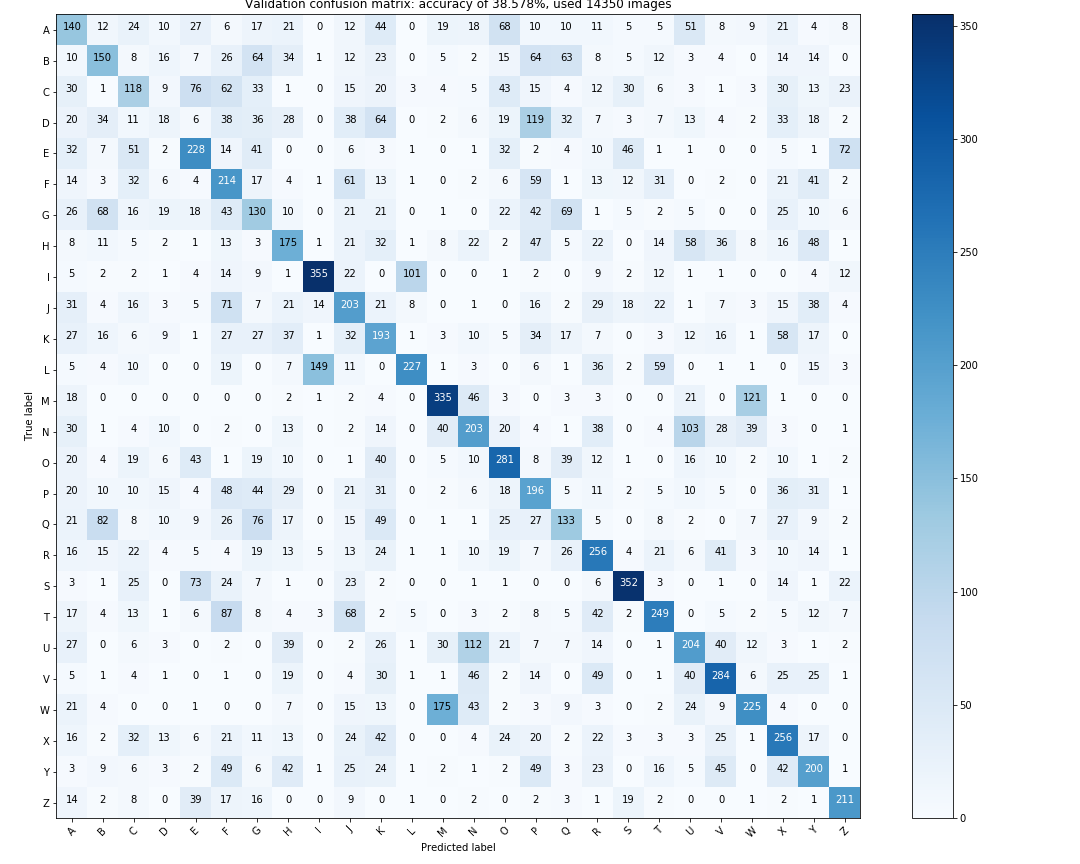 Validation confusion matrix: accuracy of 38.578%, used 14350 images
A 140 12 24 10 27 6 17 21 0 12 44 0 19 18 68 10 10 11 5 5 51 8 9 21 4 8
B 10 150 8 16 7 26 64 34 1 12 23 0 5 2 15 64 63 8 5 12 3 4 0 14 14 0
C 30 1 118 9 76 62 33 1 0 15 20 3 4 5 43 15 4 12 30 6 3 1 3 30 13 23
D 20 34 11 18 6 38 36 28 0 38 64 0 2 6 19 119 32 7 3 7 13 4 2 33 18 2
E 32 7 51 2 228 14 41 0 0 6 3 1 0 0 32 2 4 10 46 1 1 0 0 5 1 72
F 14 3 32 6 4 214 17 4 1 61 13 1 0 2 6 59 1 13 12 31 0 2 0 21 41 2
G 26 68 16 19 18 43 130 10 0 21 21 0 1 0 22 42 69 1 5 2 5 0 0 25 10 6
H 8 11 5 2 1 13 3 175 1 21 32 1 8 22 2 47 5 22 0 14 58 36 8 16 48 1
I 5 2 2 1 4 14 9 1 355 22 0 101 0 0 1 2 0 9 2 12 1 1 0 0 4 12
J 31 4 16 3 5 71 7 21 14 203 21 8 0 1 0 16 2 29 18 22 1 7 3 15 38 4
K 27 16 6 9 1 27 27 37 1 32 193 1 3 10 5 34 17 7 0 3 12 16 1 58 17 0
L 5 4 10 0 0 19 0 7 149 11 0 227 1 3 0 6 1 36 2 59 0 1 1 0 15 3
M 18 0 0 0 0 0 0 2 1 2 4 0 335 46 3 0 3 3 0 0 21 0 121 1 0 0
N 30 1 4 10 0 2 0 13 0 2 14 0 40 203 20 4 1 38 0 4 103 28 39 3 0 1
O 20 4 19 6 43 1 19 10 0 1 40 0 5 10 281 8 39 12 1 0 16 10 2 10 1 2
P 20 10 10 15 4 48 44 29 0 21 31 0 2 6 18 196 5 11 2 5 10 5 0 36 31 1
Q 21 82 8 10 9 26 76 17 0 15 49 0 1 1 25 27 133 5 0 8 2 0 7 27 9 2
R 16 15 22 4 5 4 19 13 5 13 24 1 1 10 19 7 26 256 4 21 6 41 3 10 14 1
S 3 1 25 0 73 24 7 1 0 23 2 0 0 1 1 0 0 6 352 3 0 1 0 14 1 22
T 17 4 13 1 6 87 8 4 3 68 2 5 0 3 2 8 5 42 2 249 0 5 2 5 12 7
U 27 0 6 3 0 2 0 39 0 2 26 1 30 112 21 7 7 14 0 1 204 40 12 3 1 2
V 5 1 4 1 0 1 0 19 0 4 30 1 1 46 2 14 0 49 0 1 40 284 6 25 25 1
W 21 4 0 0 1 0 0 7 0 15 13 0 175 43 2 3 9 3 0 2 24 9 225 4 0 0
X 16 2 32 13 6 21 11 13 0 24 42 0 0 4 24 20 2 22 3 3 3 25 1 256 17 0
Y 3 9 6 3 2 49 6 42 1 25 24 1 2 1 2 49 3 23 0 16 5 45 0 42 200 1
Z 14 2 8 0 39 17 16 0 0 9 0 1 0 2 0 2 3 1 19 2 0 0 1 2 1 211
A B C D E F G H I J K L M N O P Q R S T U V W X Y Z
Predicted label
True label
350
300
250
200
150
100
50
0